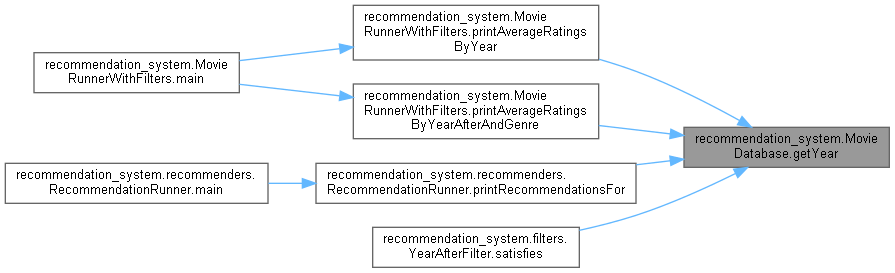 recommendation_system.Movie
RunnerWithFilters.printAverageRatings
ByYear
recommendation_system.Movie
RunnerWithFilters.main
recommendation_system.Movie
RunnerWithFilters.printAverageRatings
ByYearAfterAndGenre
recommendation_system.Movie
Database.getYear
recommendation_system.recommenders.
RecommendationRunner.main
recommendation_system.recommenders.
RecommendationRunner.printRecommendationsFor
recommendation_system.filters.
YearAfterFilter.satisfies